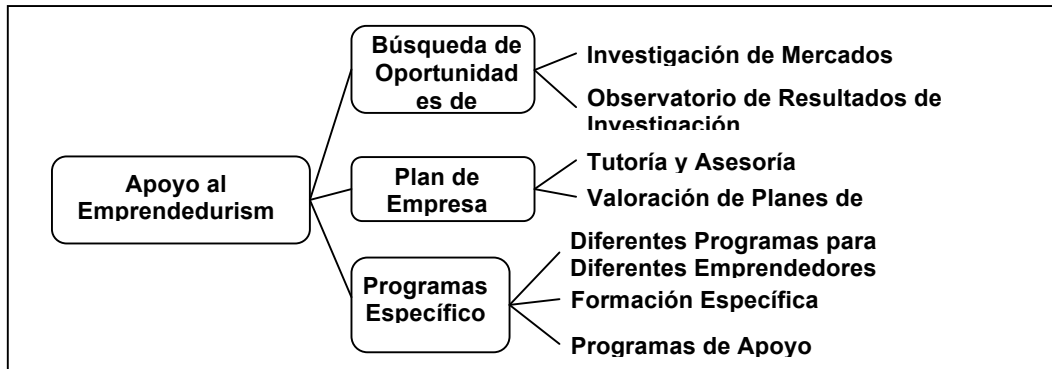 Búsqueda de
Oportunidad
es de
Investigación de Mercados
Observatorio de Resultados de
Investigación
Apoyo al
Emprendedurism
Plan de
Empresa
Tutoría y Asesoría
Valoración de Planes de
Programas
Específico
Diferentes Programas para
Diferentes Emprendedores
Formación Específica
Programas de Apoyo